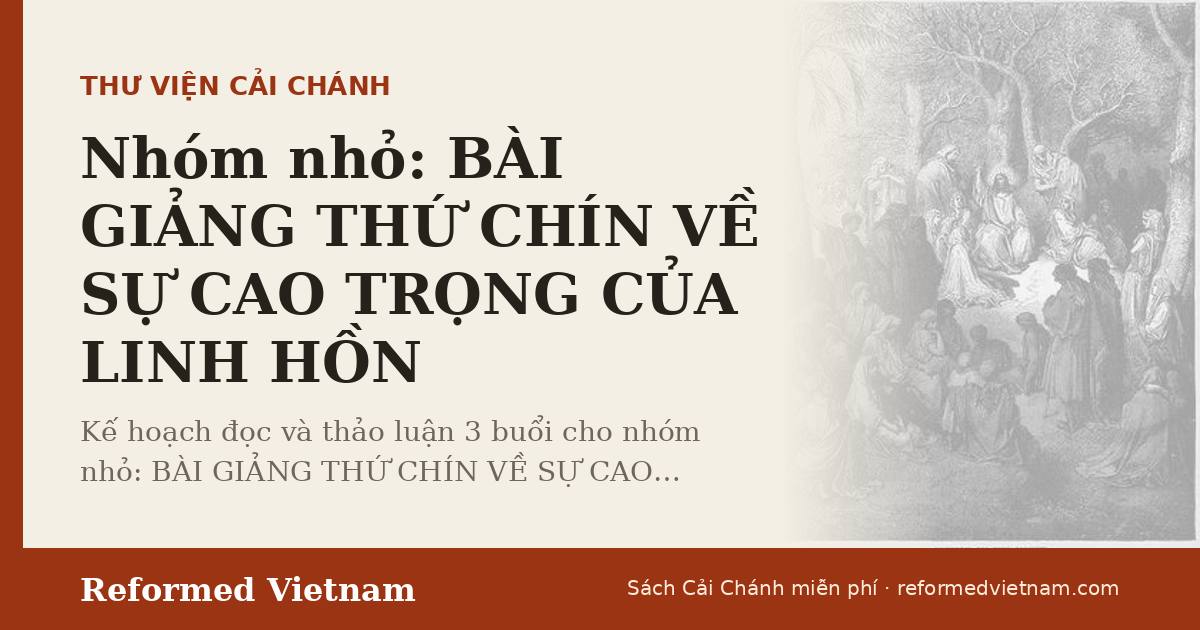 THƯ VIỆN CẢI CHÁNH
Nhóm nhỏ: BÀI
GIẢNG THỨ CHÍN VỀ
SỰ CAO TRỌNG CỦA
LINH HỒN
Kế hoạch đọc và thảo luận 3 buổi cho nhóm
nhỏ: BÀI GIẢNG THỨ CHÍN VỀ SỰ CAO...
Reformed Vietnam
Sách Cải Chánh miễn phí · reformedvietnam.com